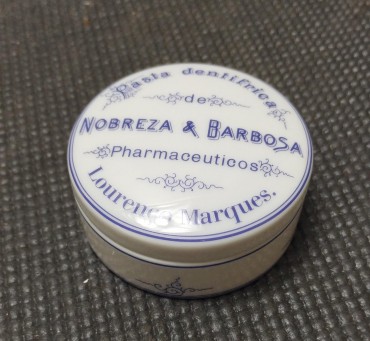 Pasta dentifrica
de
NOBREZA & BARBOSA
Pharmaceuticos
Lourenço Marques.